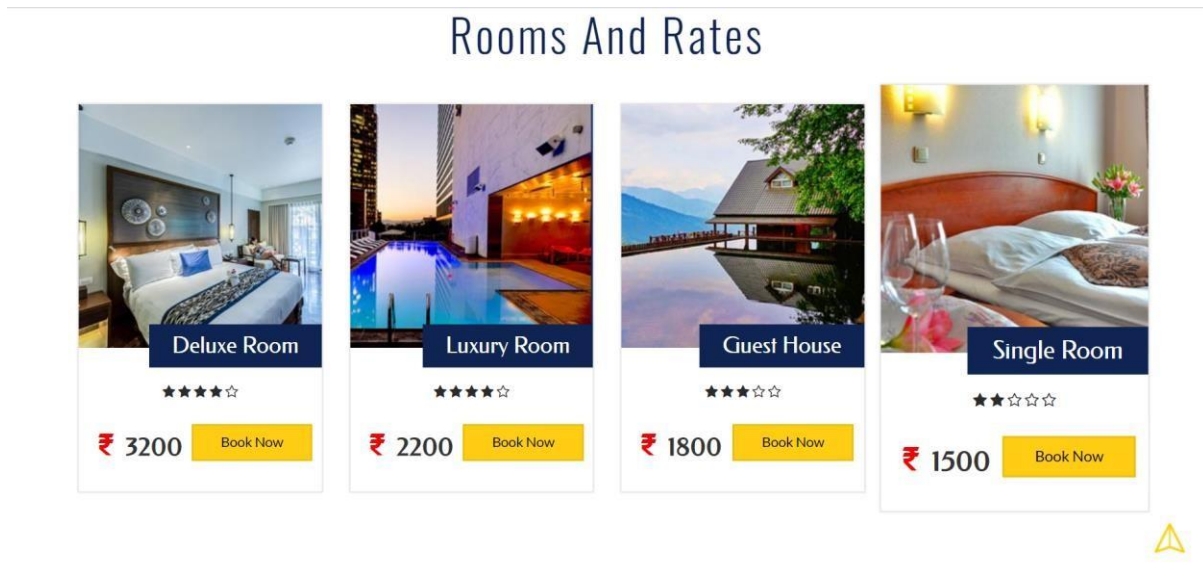 Rooms And Rates
Deluxe Room
★★★★☆
₹ 3200 Book Now
Luxury Room
★★★★☆
₹ 2200 Book Now
Guest House
★★★☆☆
₹ 1800 Book Now
Single Room
★★☆☆☆
₹ 1500 Book Now